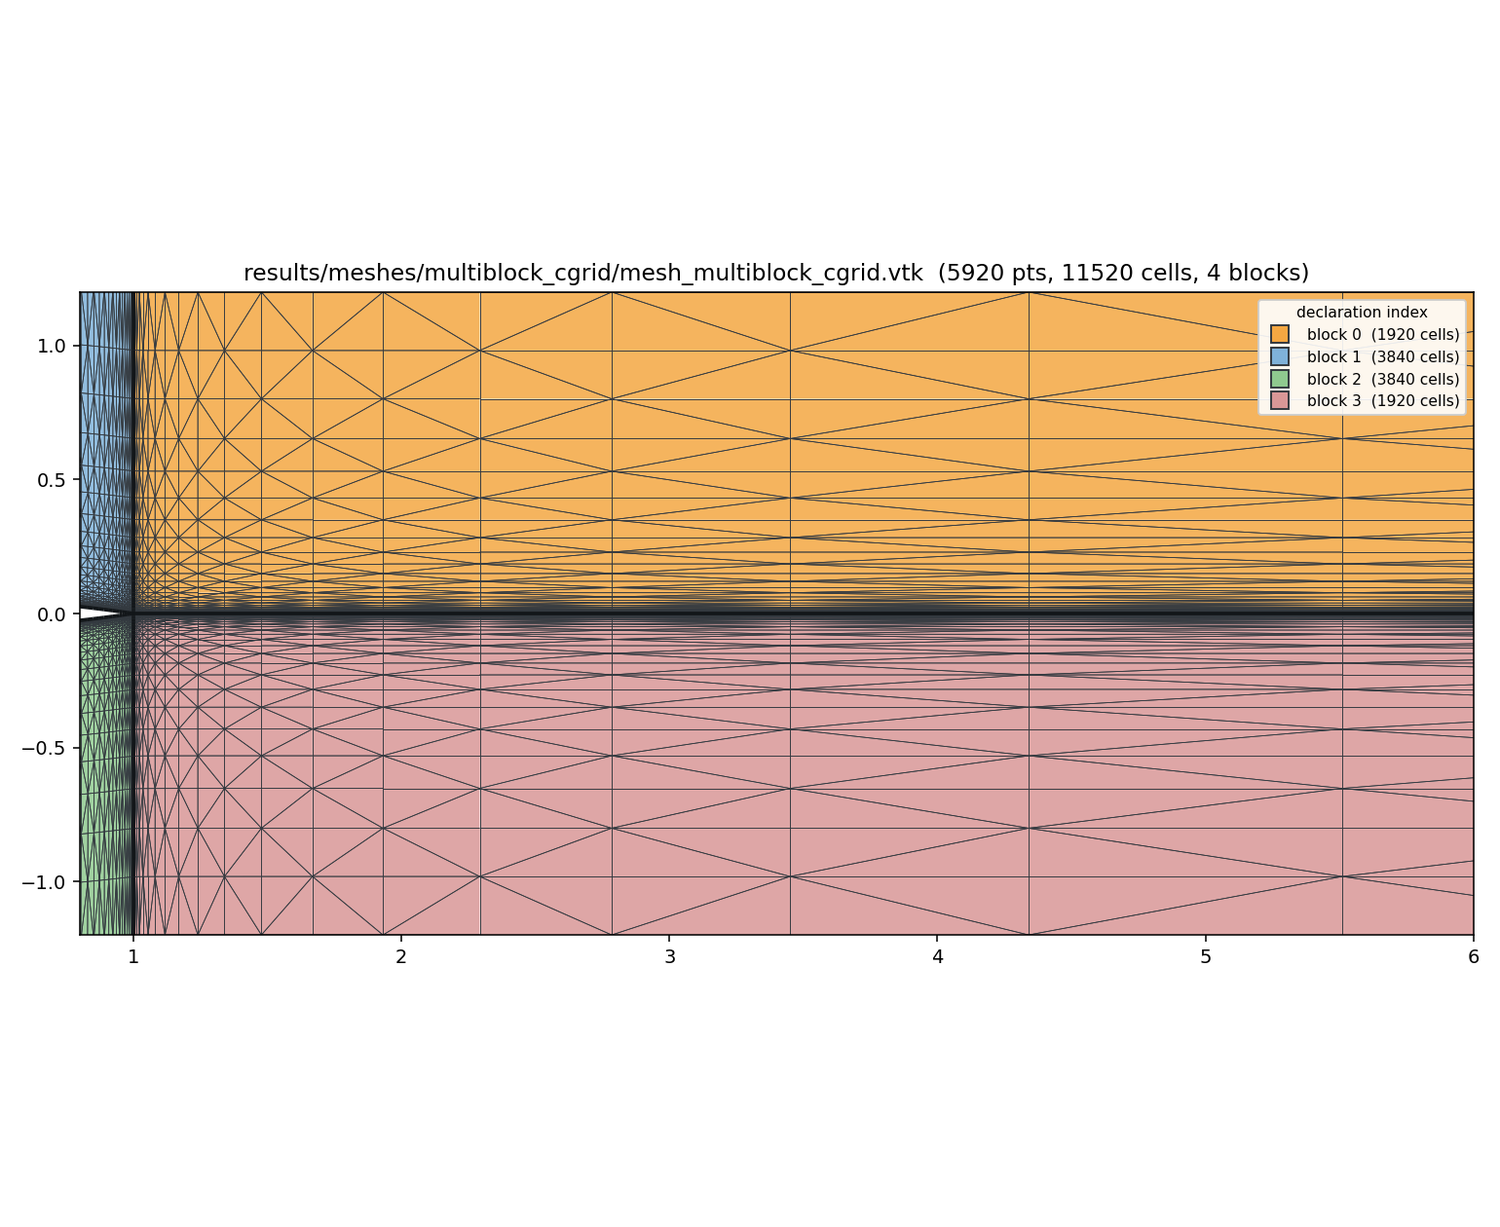 results/meshes/multiblock_cgrid/mesh_multiblock_cgrid.vtk  (5920 pts, 11520 cells, 4 blocks)
declaration index
block 0  (1920 cells)
block 1  (3840 cells)
block 2  (3840 cells)
block 3  (1920 cells)
1.0
0.5
0.0
−0.5
−1.0
1 2 3 4 5 6